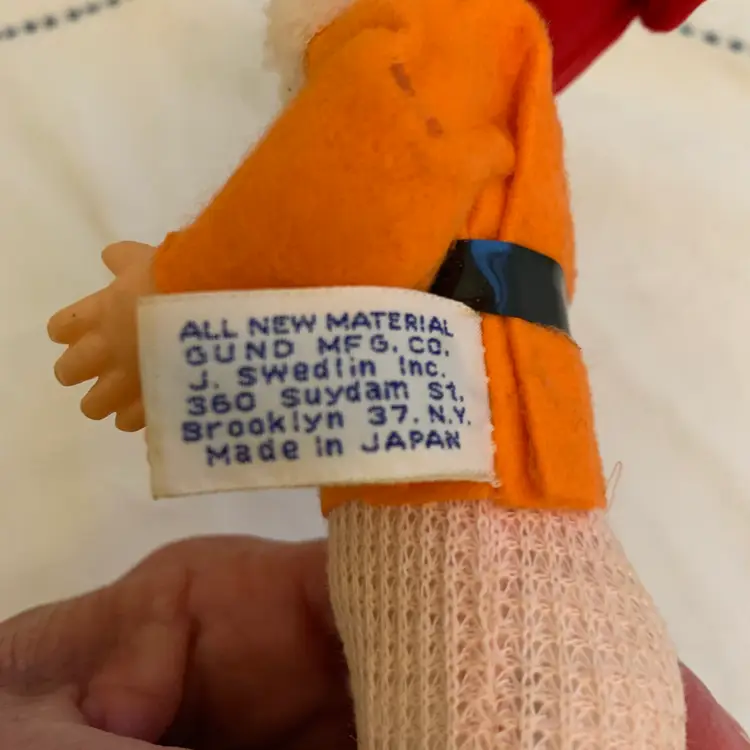 ALL NEW MATERIAL
GUND MFG. CO.
J. Swedlin Inc.
360 Suydam St.
Brooklyn 37. N.Y.
Made in JAPAN